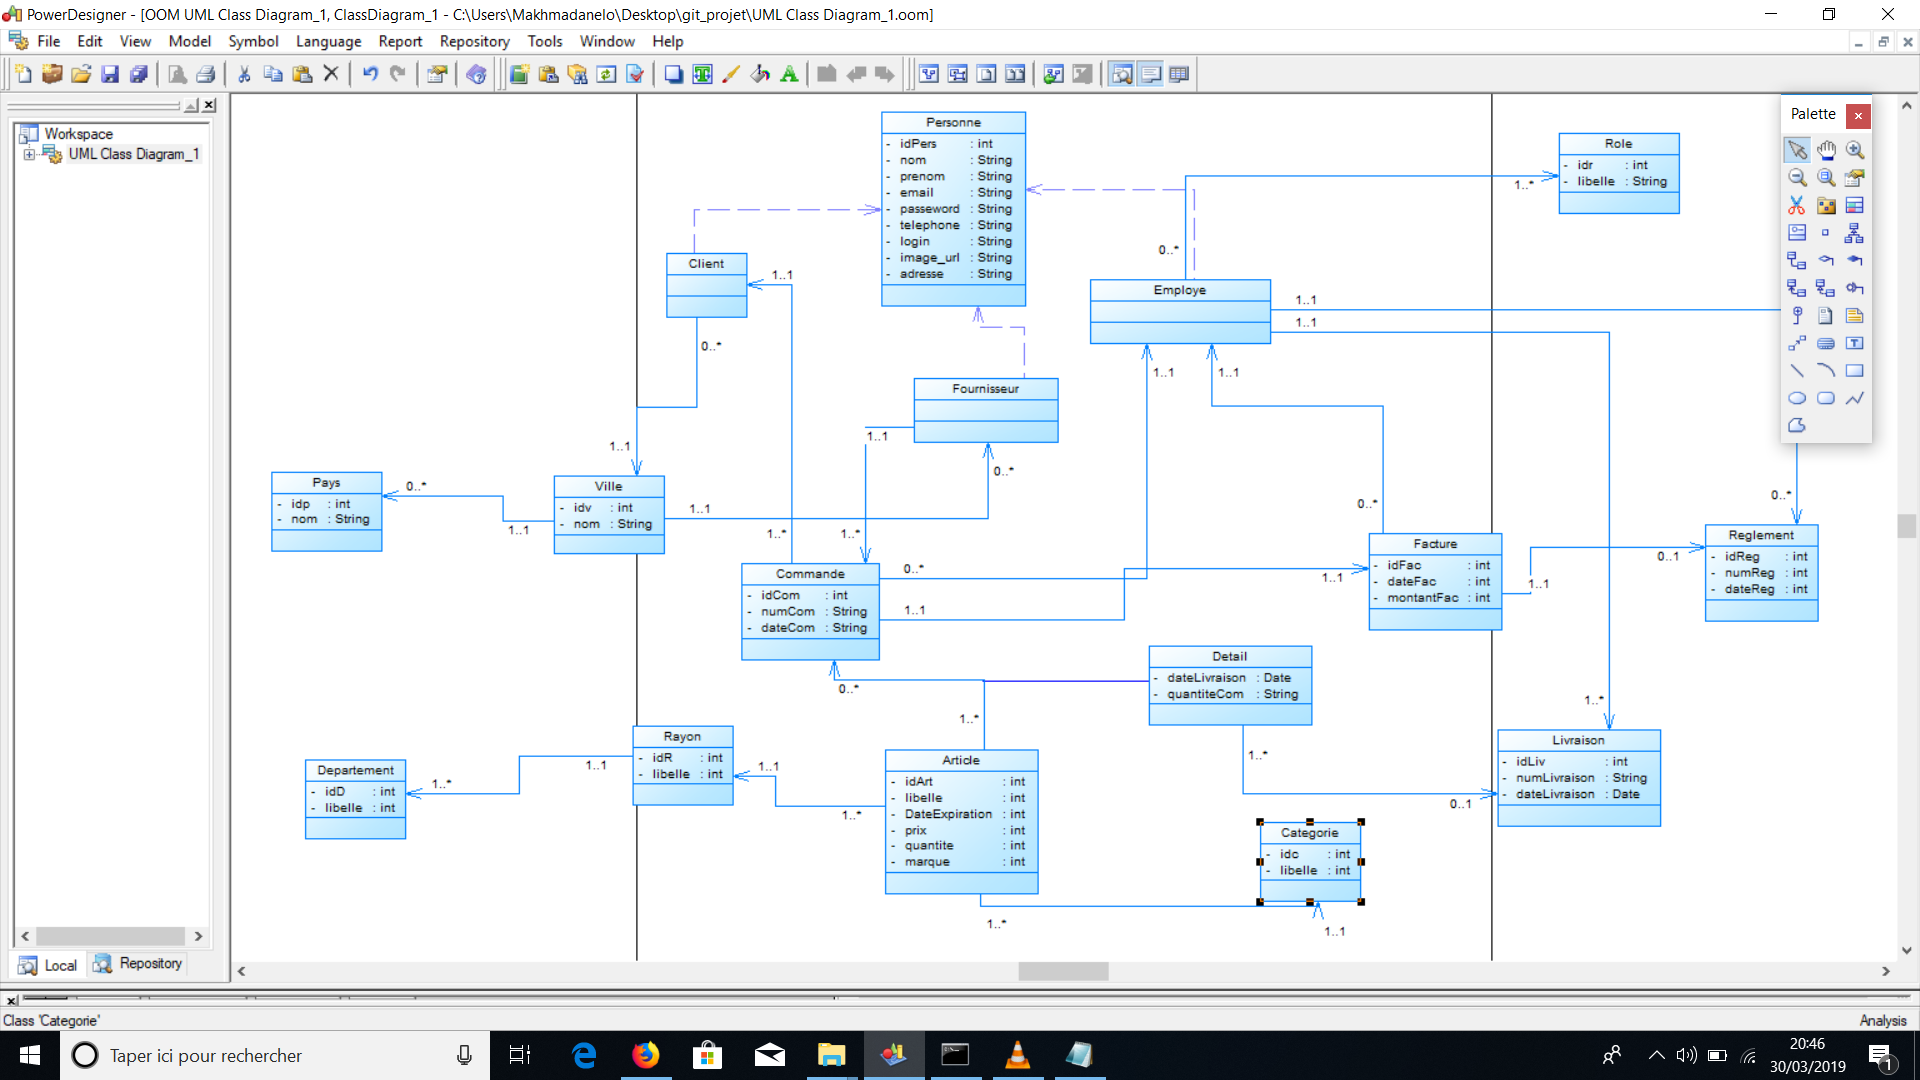 PowerDesigner - [OOM UML Class Diagram_1, ClassDiagram_1 - C:\Users\Makhmadanelo\Desktop\git_projet\UML Class Diagram_1.oom]
File Edit View Model Symbol Language Report Repository Tools Window Help
Workspace
UML Class Diagram_1
Local Repository
Palette
Personne
- idPers : int
- nom : String
- prenom : String
- email : String
- passeword : String
- telephone : String
- login : String
- image_url : String
- adresse : String
Role
- idr : int
- libelle : String
1..*
0..*
Client
1..1
0..*
Employe
1..1
1..1
1..1
1..1
Fournisseur
1..1
0..*
1..1
Pays
- idp : int
- nom : String
0..*
1..1
Ville
- idv : int
- nom : String
1..1
1..*
1..*
0..*
0..*
Commande
- idCom : int
- numCom : String
- dateCom : String
0..*
1..1
1..1
0..*
Facture
- idFac : int
- dateFac : int
- montantFac : int
1..1
0..1
Reglement
- idReg : int
- numReg : int
- dateReg : int
Detail
- dateLivraison : Date
- quantiteCom : String
1..*
1..*
1..*
0..1
Livraison
- idLiv : int
- numLivraison : String
- dateLivraison : Date
Rayon
- idR : int
- libelle : int
1..1
1..1
1..*
1..*
Departement
- idD : int
- libelle : int
Article
- idArt : int
- libelle : int
- DateExpiration : int
- prix : int
- quantite : int
- marque : int
1..*
Categorie
- idc : int
- libelle : int
1..1
Class 'Categorie'
Analysis
Taper ici pour rechercher
20:46
30/03/2019
1